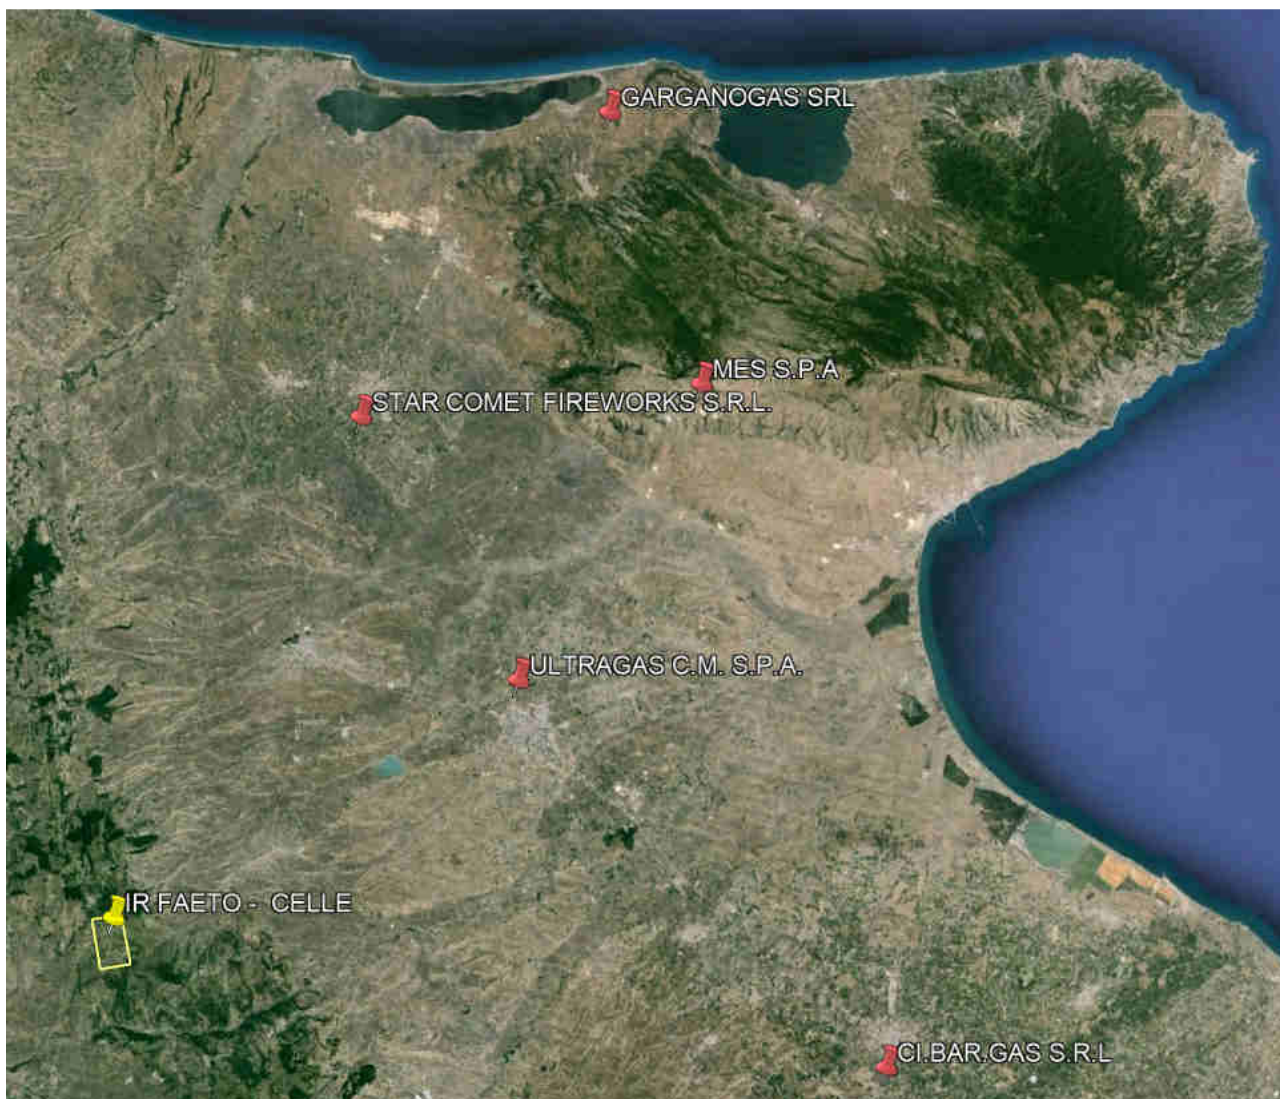 GARGANOGAS SRL
MES S.P.A
STAR COMET FIREWORKS S.R.L.
ULTRAGAS C.M. S.P.A.
IR FAETO - CELLE
CI.BAR.GAS S.R.L